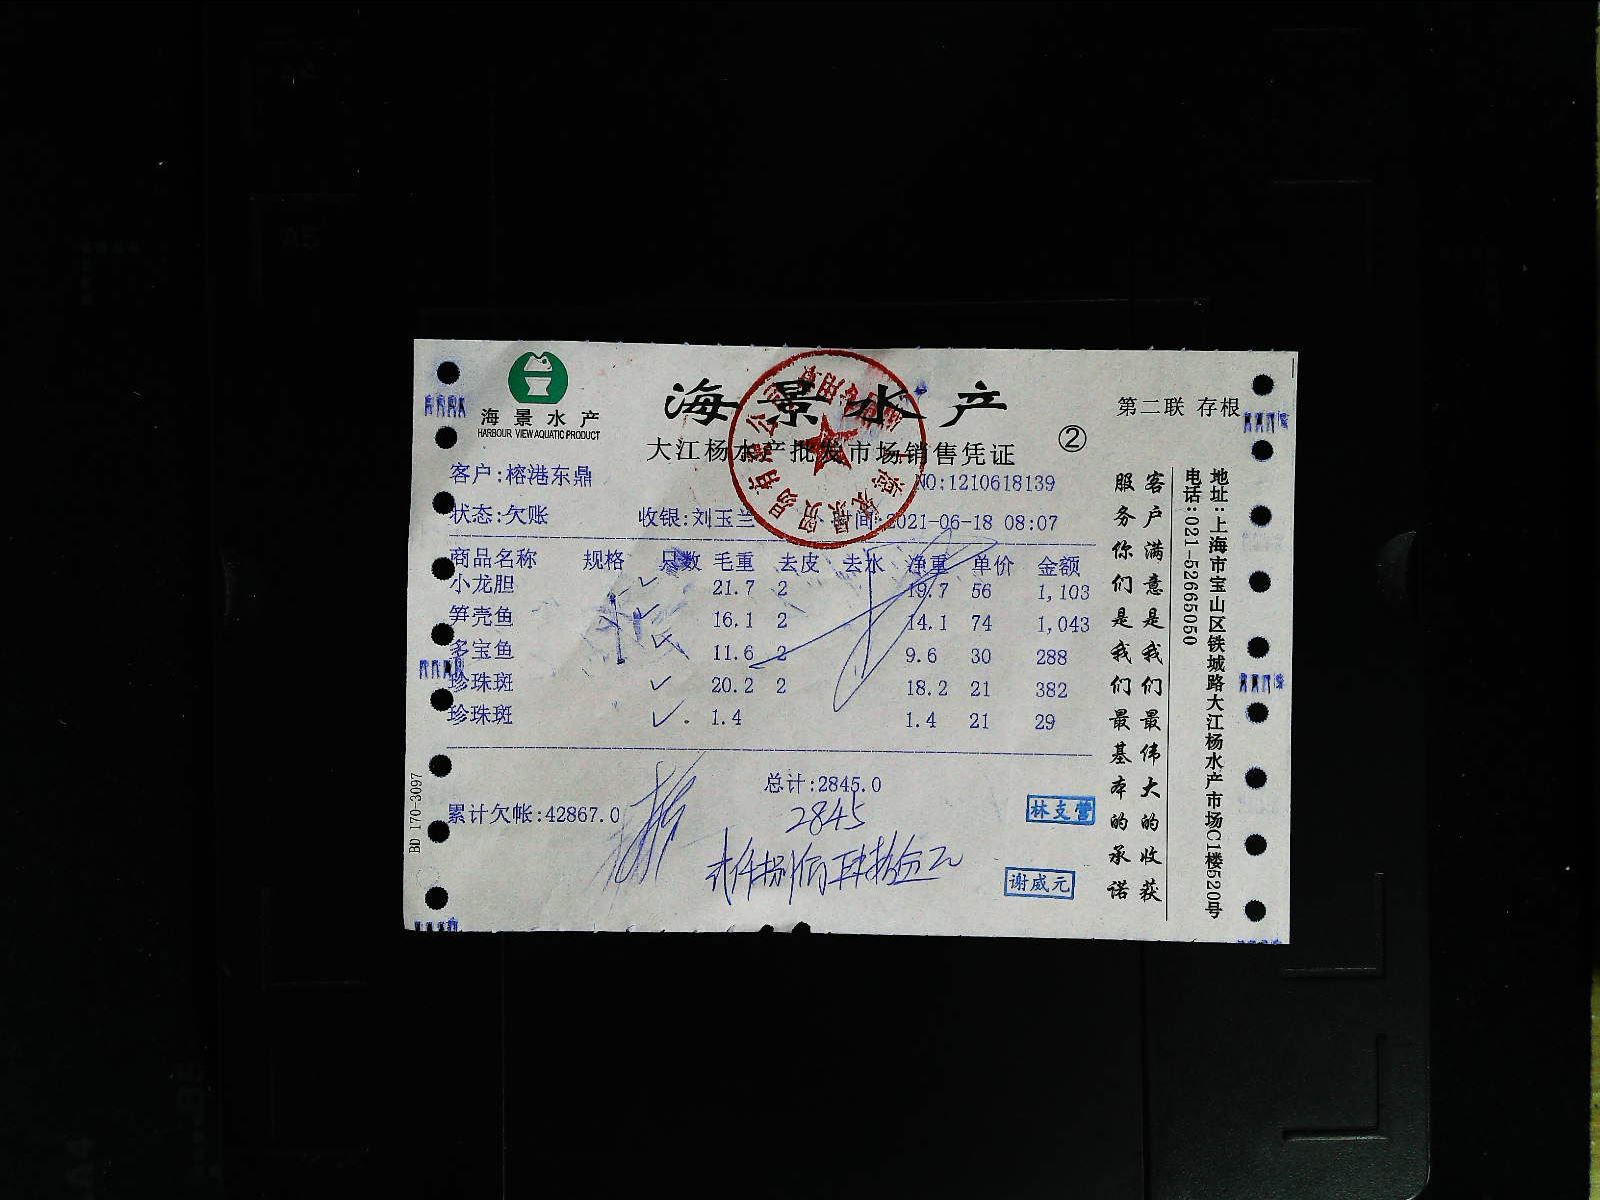 海景水产
HARBOUR VIEW AQUATIC PRODUCT
海景水产
大江杨水产批发市场销售凭证
②
第二联 存根
客户:榕港东鼎
NO:1210618139
状态:欠账 收银:刘玉兰 时间:2021-06-18 08:07
商品名称 规格 只数 毛重 去皮 去水 净重 单价 金额
小龙胆 21.7 2 19.7 56 1,103
笋壳鱼 16.1 2 14.1 74 1,043
多宝鱼 11.6 2 9.6 30 288
珍珠斑 20.2 2 18.2 21 382
珍珠斑 1.4 1.4 21 29
总计:2845.0
累计欠帐:42867.0
2845
林支营
谢威元
BD 170-3097
客户满意是我们最伟大的收获
服务你们是我们最基本的承诺
地址:上海市宝山区铁城路大江杨水产市场C1楼520号
电话:021-52665050
A5
A4